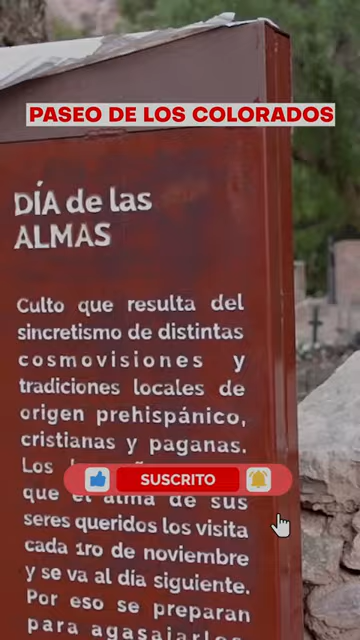 PASEO DE LOS COLORADOS
DÍA de las
ALMAS
Culto que resulta del
sincretismo de distintas
cosmovisiones y
tradiciones locales de
origen prehispánico,
cristianas y paganas.
Los
SUSCRITO
que el alma de sus
seres queridos los visita
cada 1ro de noviembre
y se va al día siguiente.
Por eso se preparan
para agasajarlos